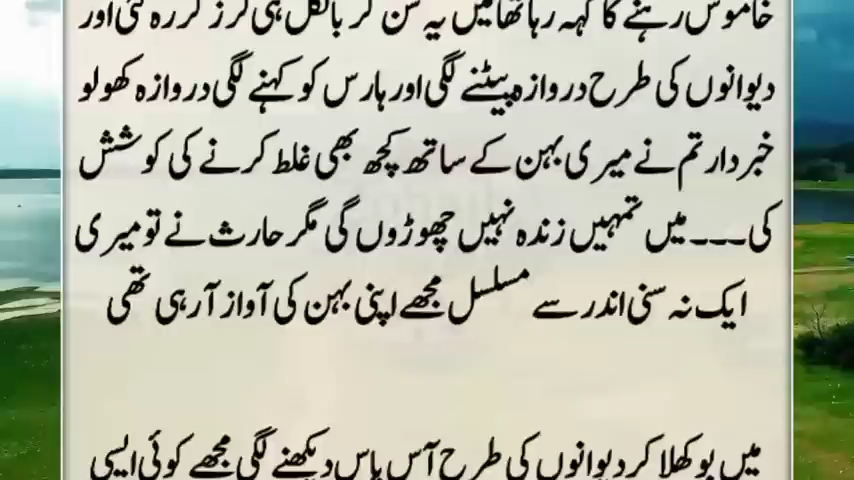 خاموش رہنے کا کہہ رہا تھا میں یہ سن کر بالکل ہی لرز کر رہ گئی اور
دیوانوں کی طرح دروازہ پیٹنے لگی اور ہارس کو کہنے لگی دروازہ کھولو
خبردار تم نے میری بہن کے ساتھ کچھ بھی غلط کرنے کی کوشش
کی۔۔۔ میں تمہیں زندہ نہیں چھوڑوں گی مگر حارث نے تو میری
ایک نہ سنی اندر سے مسلسل مجھے اپنی بہن کی آواز آ رہی تھی
میں بوکھلا کر دیوانوں کی طرح آس پاس دیکھنے لگی مجھے کوئی ایسی